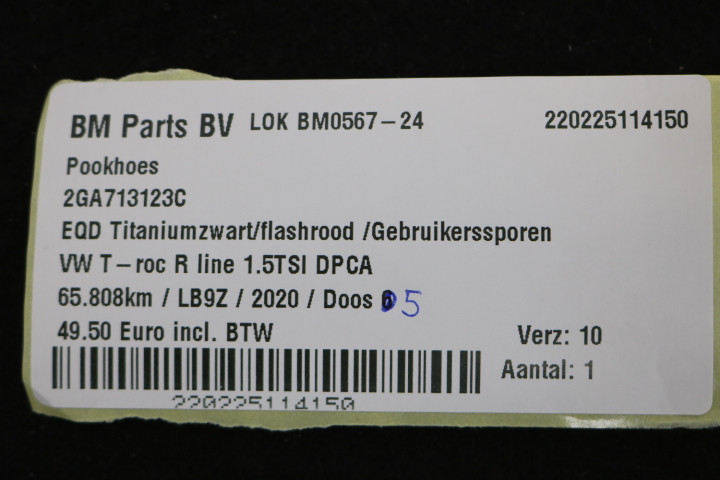 BM Parts BV LOK BM0567-24 220225114150
Pookhoes
2GA713123C
EQD Titaniumzwart/flashrood /Gebruikerssporen
VW T-roc R line 1.5TSI DPCA
65.808km / LB9Z / 2020 / Doos 5
49.50 Euro incl. BTW Verz: 10
Aantal: 1
220225114150